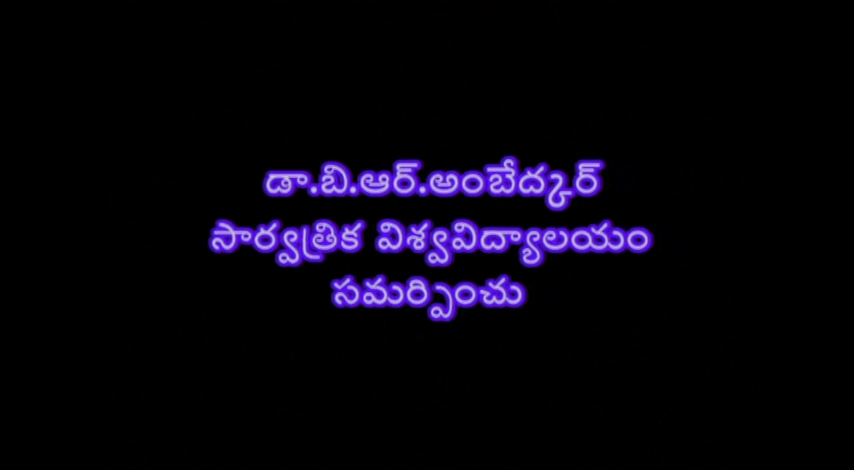 డా.బి.ఆర్.అంబేద్కర్
సార్వత్రిక విశ్వవిద్యాలయం
సమర్పించు